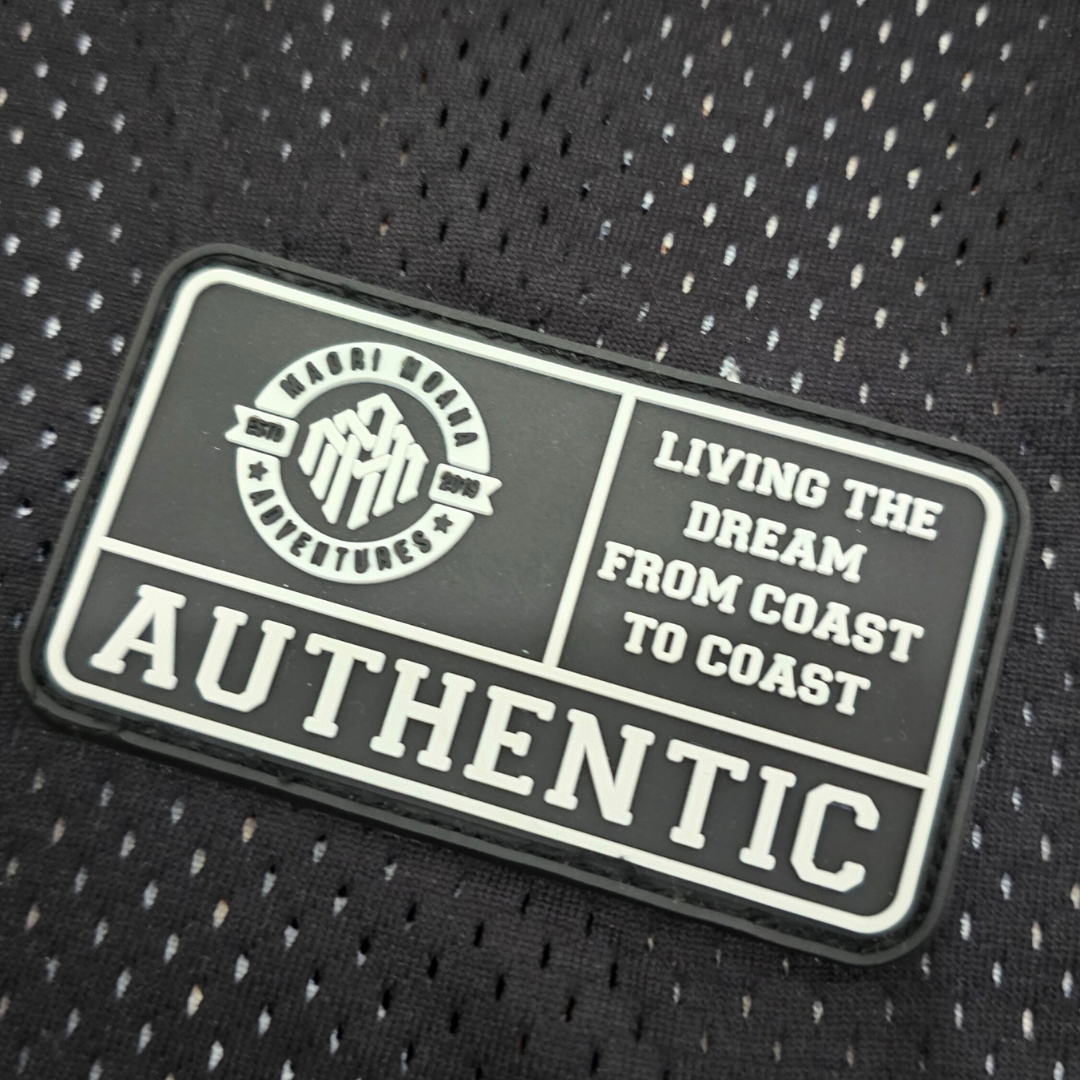 MAORI MOANA
ESTD 2019
ADVENTURES
LIVING THE
DREAM
FROM COAST
TO COAST
AUTHENTIC